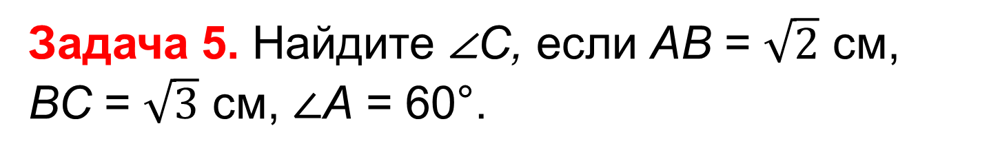 Задача 5. Найдите ∠C, если AB = √2 см,
BC = √3 см, ∠A = 60°.